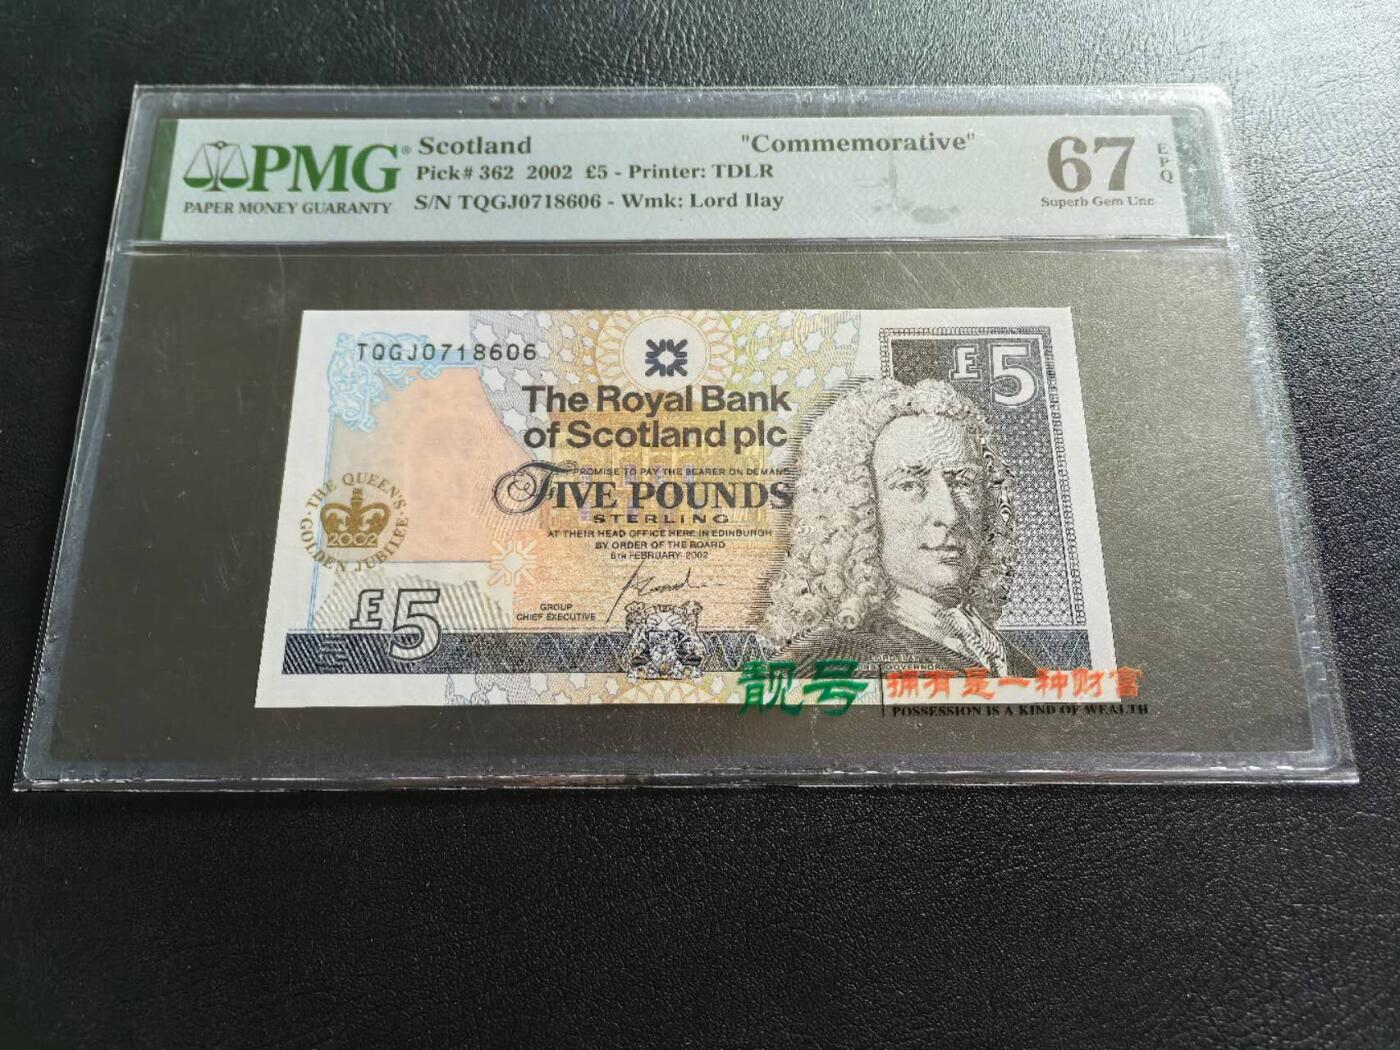 PMG®
PAPER MONEY GUARANTY
Scotland "Commemorative"
Pick# 362 2002 £5 - Printer: TDLR
S/N TQGJ0718606 - Wmk: Lord Ilay
67
EPQ
Superb Gem Unc
TQGJ0718606
£5
The Royal Bank
of Scotland plc
PROMISE TO PAY THE BEARER ON DEMAND
FIVE POUNDS
STERLING
AT THEIR HEAD OFFICE HERE IN EDINBURGH
BY ORDER OF THE BOARD
6TH FEBRUARY 2002
THE QUEEN'S
2002
GOLDEN JUBILEE
GROUP
CHIEF EXECUTIVE
£5
靓号
拥有是一种财富
POSSESSION IS A KIND OF WEALTH